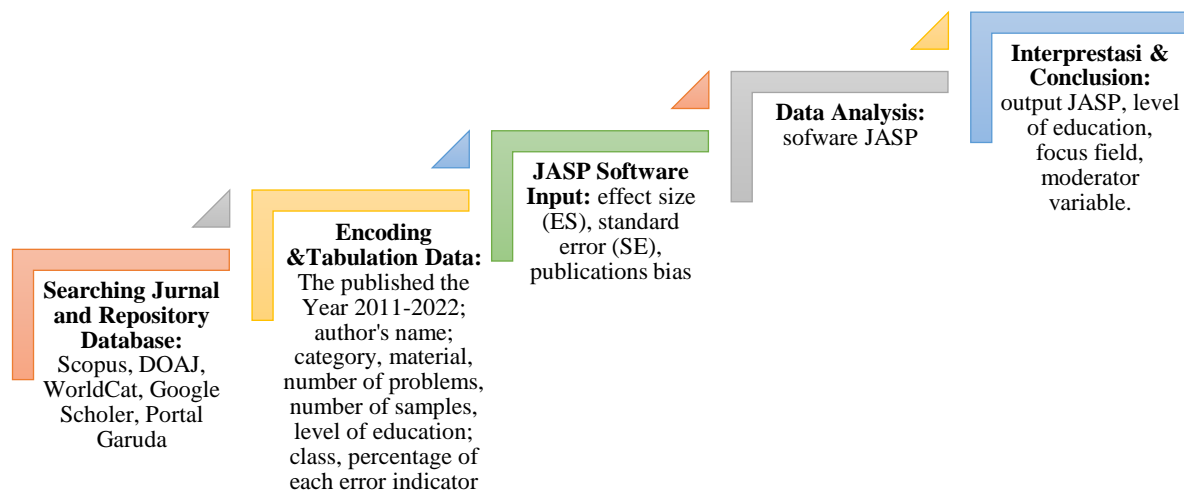 Searching Jurnal
and Repository
Database:
Scopus, DOAJ,
WorldCat, Google
Scholer, Portal
Garuda
Encoding
&Tabulation Data:
The published the
Year 2011-2022;
author's name;
category, material,
number of problems,
number of samples,
level of education;
class, percentage of
each error indicator
JASP Software
Input: effect size
(ES), standard
error (SE),
publications bias
Data Analysis:
sofware JASP
Interprestasi &
Conclusion:
output JASP, level
of education,
focus field,
moderator
variable.